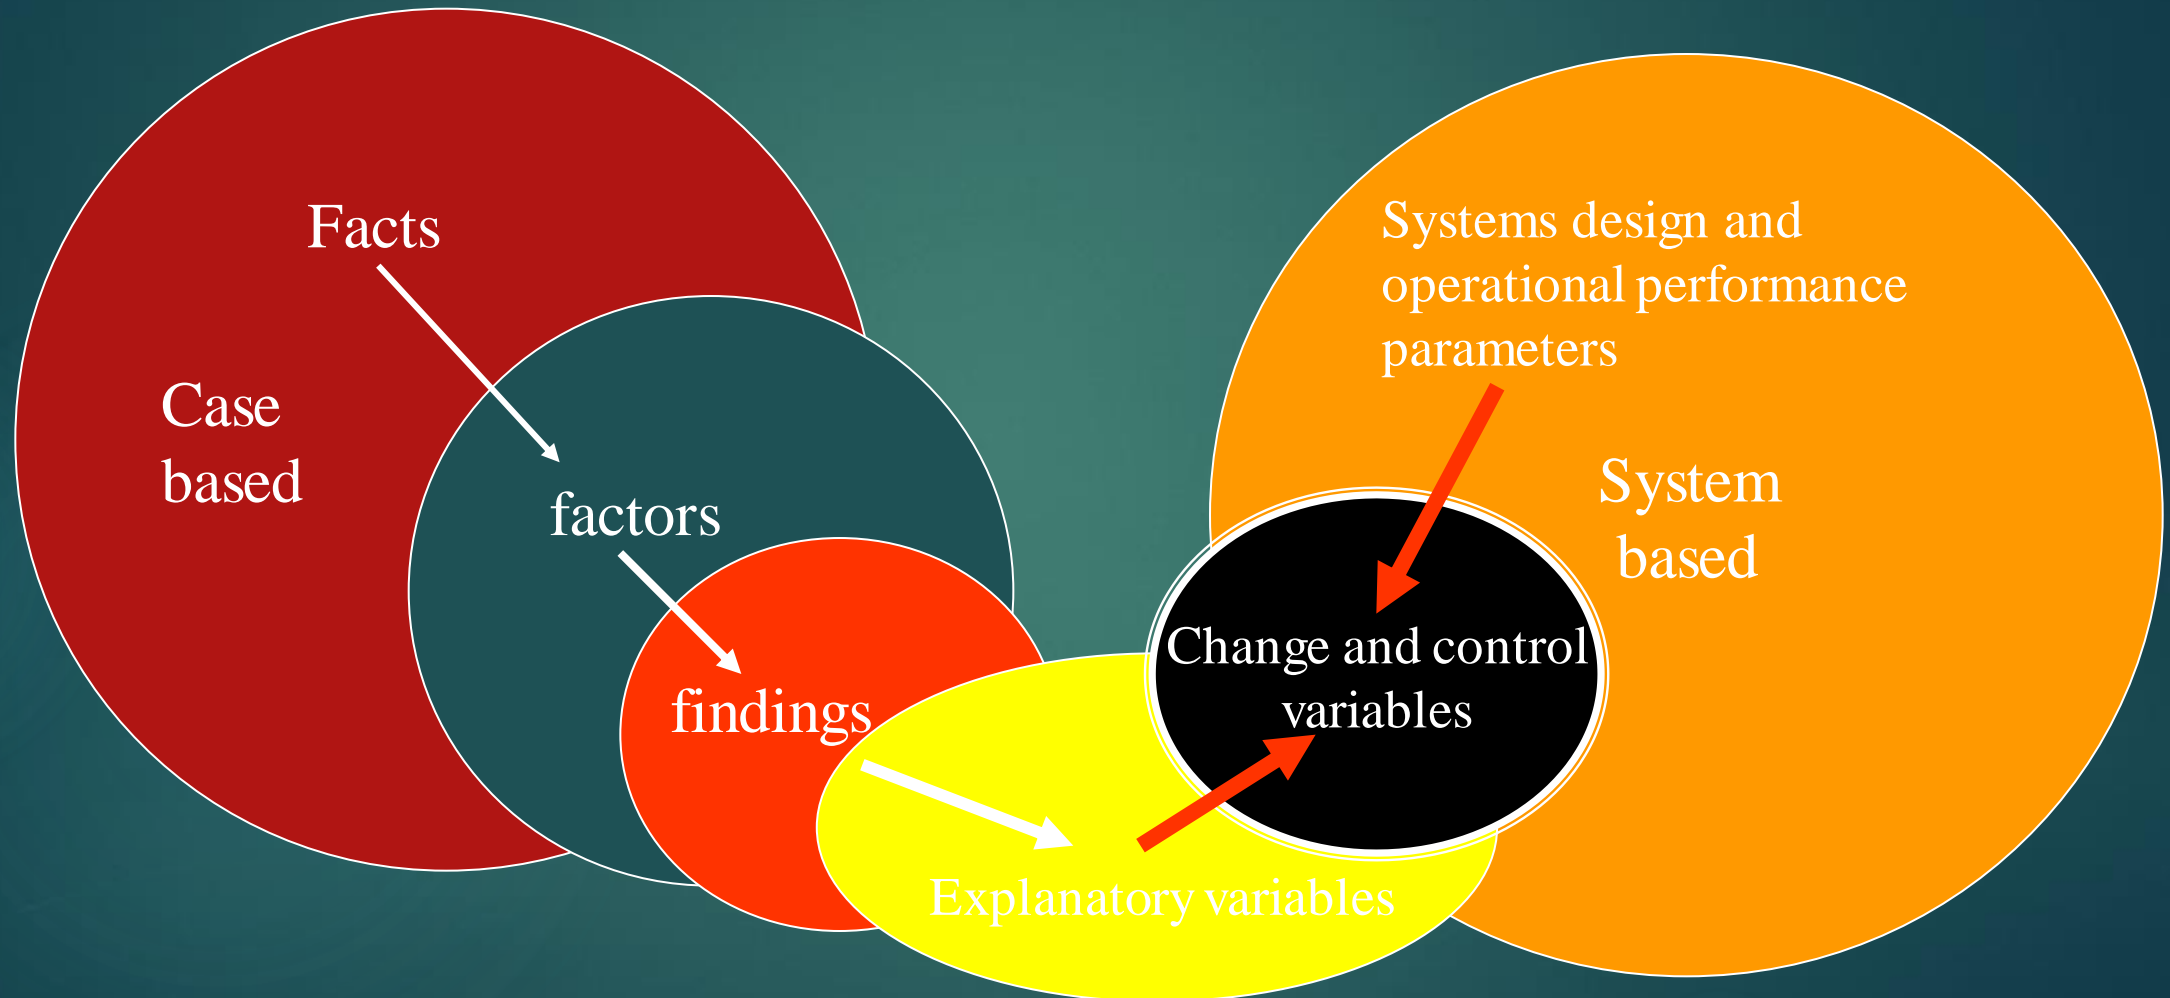 Facts
Case
based
factors
findings
Explanatory variables
Systems design and
operational performance
parameters
System
based
Change and control
variables